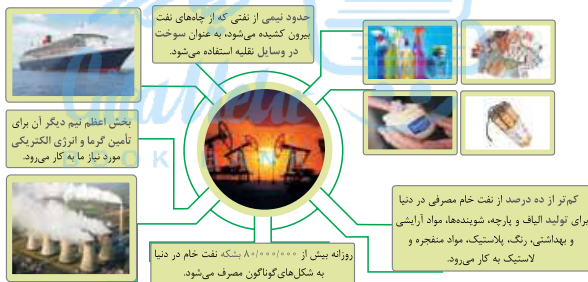 حدود نیمی از نفتی که از چاه‌های نفت
بیرون کشیده می‌شود، به عنوان سوخت
در وسایل نقلیه استفاده می‌شود.
بخش اعظم نیم دیگر آن برای
تأمین گرما و انرژی الکتریکی
مورد نیاز ما به کار می‌رود.
کم‌تر از ده درصد از نفت خام مصرفی در دنیا
برای تولید الیاف و پارچه، شوینده‌ها، مواد آرایشی
و بهداشتی، رنگ، پلاستیک، مواد منفجره و
لاستیک به کار می‌رود.
روزانه بیش از ۸۰/۰۰۰/۰۰۰ بشکه نفت خام در دنیا
به شکل‌های گوناگون مصرف می‌شود.